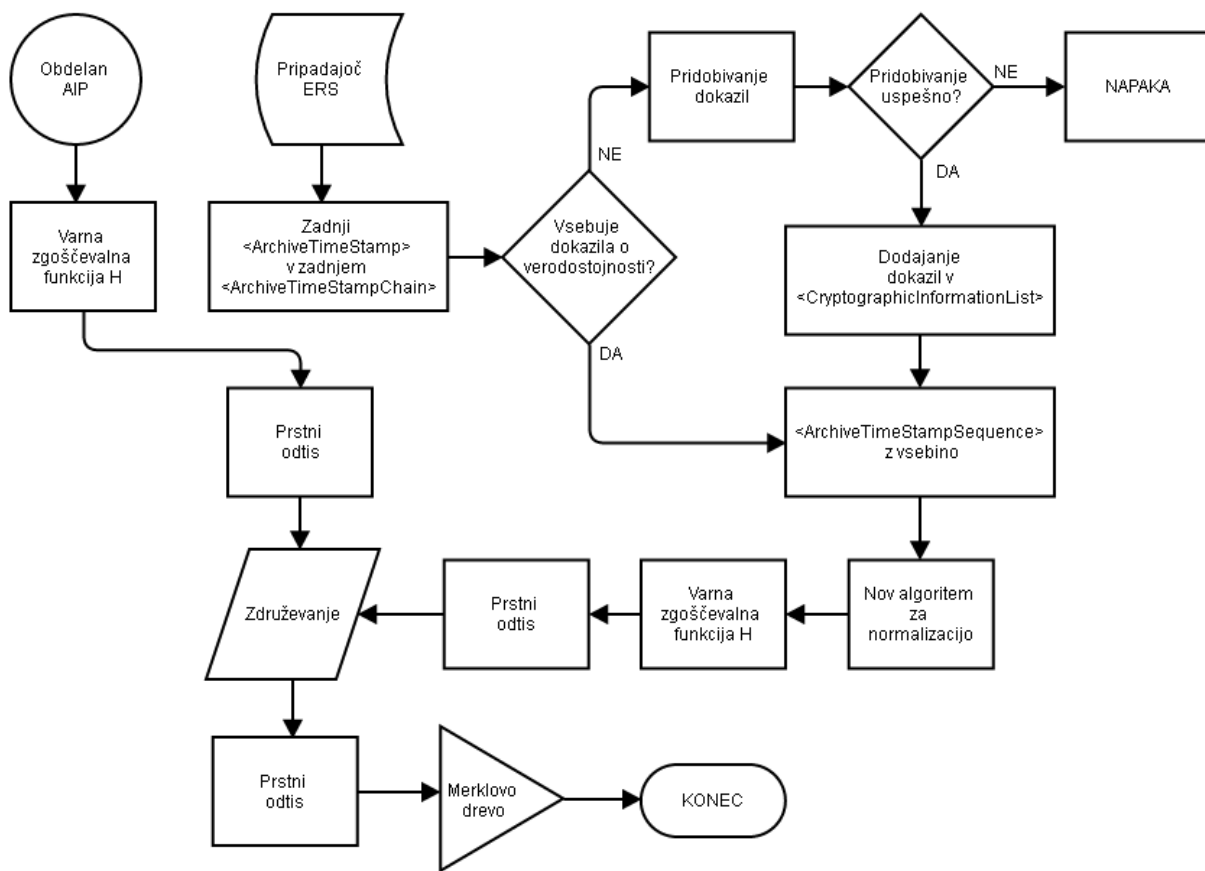 Obdelan
AIP
Pripadajoč
ERS
Pridobivanje
dokazil
Pridobivanje
uspešno?
NE
NAPAKA
NE
DA
Varna
zgoščevalna
funkcija H
Zadnji
<ArchiveTimeStamp>
v zadnjem
<ArchiveTimeStampChain>
Vsebuje
dokazila o
verodostojnosti?
Dodajanje
dokazil v
<CryptographicInformationList>
DA
Prstni
odtis
<ArchiveTimeStampSequence>
z vsebino
Združevanje
Prstni
odtis
Varna
zgoščevalna
funkcija H
Nov algoritem
za
normalizacijo
Prstni
odtis
Merklovo
drevo
KONEC